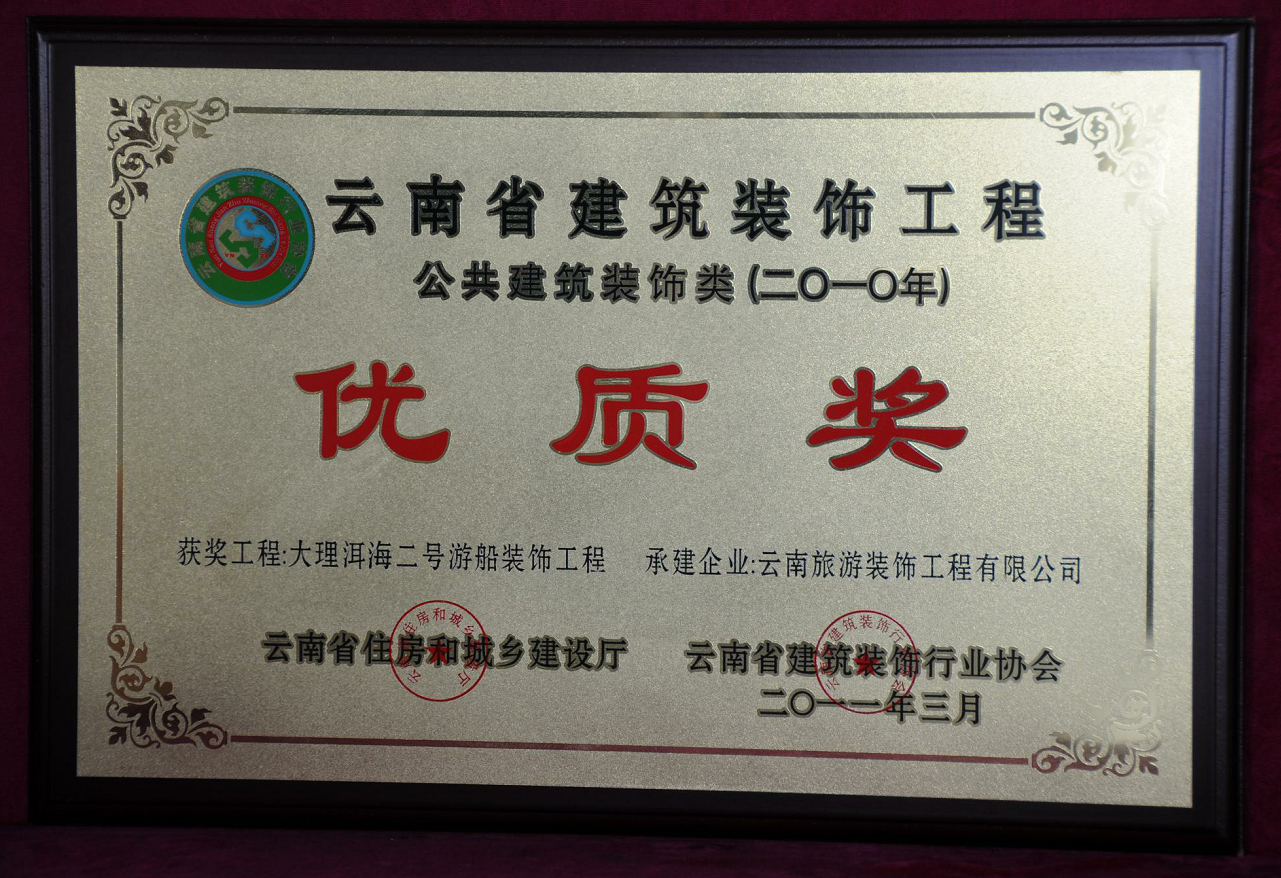 云南省建筑装饰工程
公共建筑装饰类(二〇一〇年)
优质奖
获奖工程:大理洱海二号游船装饰工程 承建企业:云南旅游装饰工程有限公司
云南省住房和城乡建设厅 云南省建筑装饰行业协会
二〇一一年三月